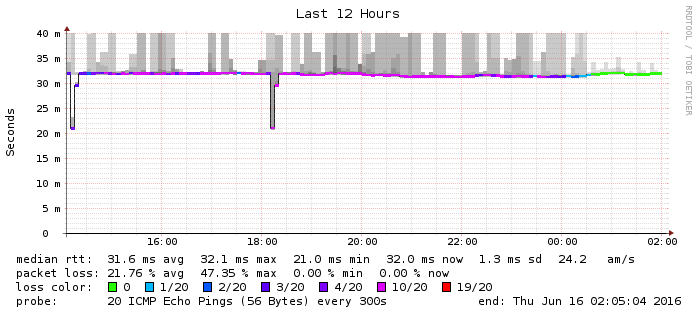 Last 12 Hours
RRDTOOL / TOBI OETIKER
Seconds
40 m
35 m
30 m
25 m
20 m
15 m
10 m
5 m
0
16:00 18:00 20:00 22:00 00:00 02:00
median rtt: 31.6 ms avg 32.1 ms max 21.0 ms min 32.0 ms now 1.3 ms sd 24.2 am/s
packet loss: 21.76 % avg 47.35 % max 0.00 % min 0.00 % now
loss color: 0 1/20 2/20 3/20 4/20 10/20 19/20
probe: 20 ICMP Echo Pings (56 Bytes) every 300s end: Thu Jun 16 02:05:04 2016